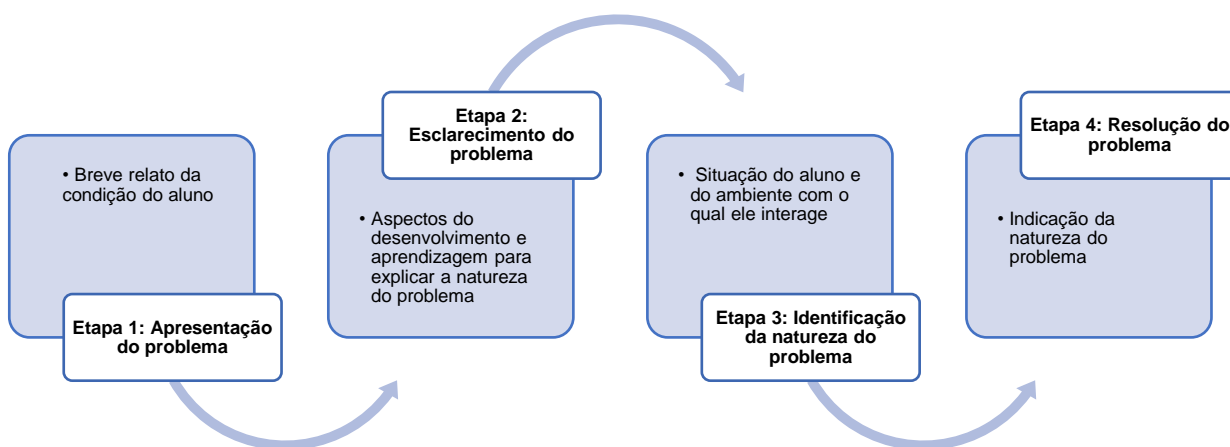 • Breve relato da
condição do aluno
Etapa 1: Apresentação
do problema
Etapa 2:
Esclarecimento do
problema
• Aspectos do
desenvolvimento e
aprendizagem para
explicar a natureza
do problema
• Situação do aluno e
do ambiente com o
qual ele interage
Etapa 3: Identificação
da natureza do
problema
Etapa 4: Resolução do
problema
• Indicação da
natureza do
problema